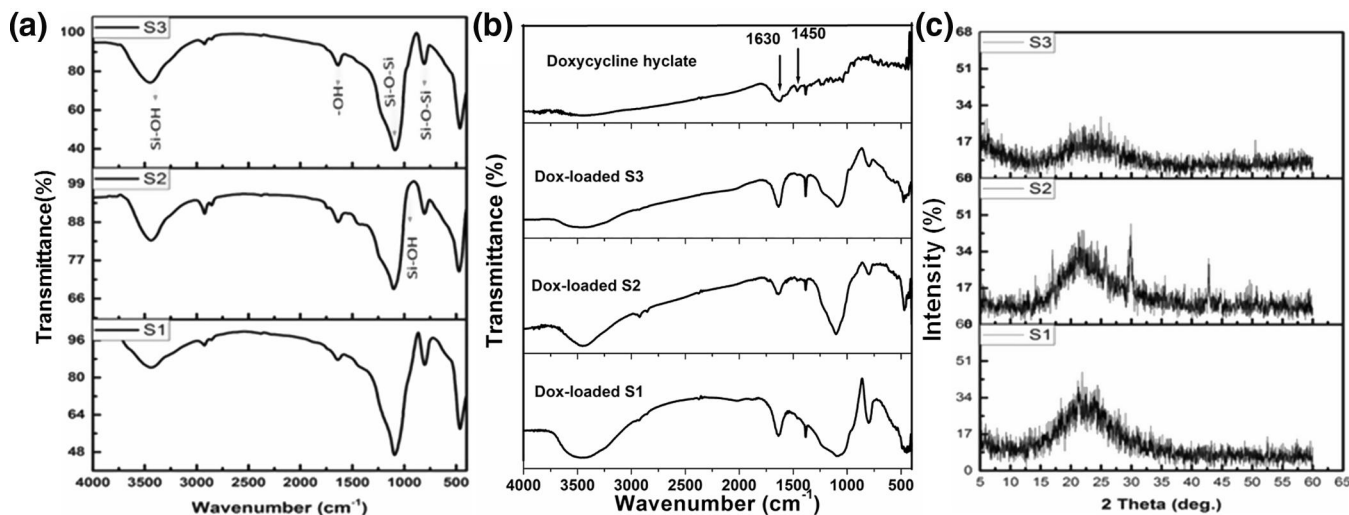 (a)
S3
100
80
60
40
Si-OH
-OH
Si-O-Si
Si-O-Si
S2
99
88
77
66
Si-OH
S1
96
80
64
48
Transmittance(%)
4000 3500 3000 2500 2000 1500 1000 500
Wavenumber (cm-1)
(b)
1630 1450
Doxycycline hyclate
Dox-loaded S3
Dox-loaded S2
Dox-loaded S1
Transmittance (%)
4000 3500 3000 2500 2000 1500 1000 500
Wavenumber (cm-1)
(c)
68
S3
51
34
17
S2
51
34
17
S1
51
34
17
0
Intensity (%)
5 10 15 20 25 30 35 40 45 50 55 60 65
2 Theta (deg.)